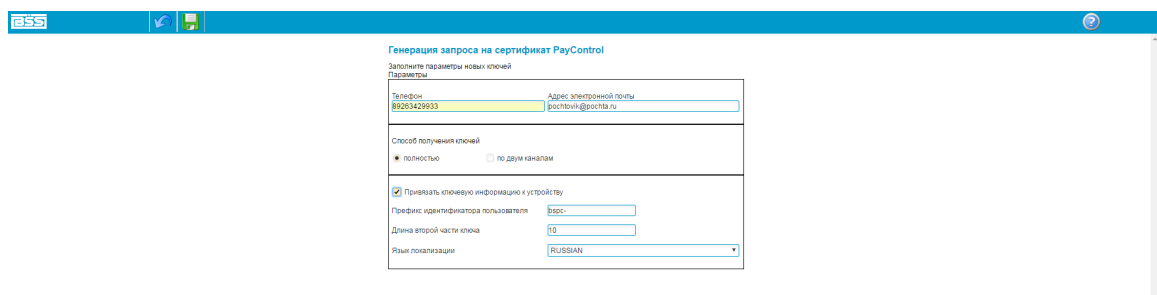 BSS
?
Генерация запроса на сертификат PayControl
Заполните параметры новых ключей
Параметры
Телефон Адрес электронной почты
89263429933 pochtovik@pochta.ru
Способ получения ключей
полностью по двум каналам
Привязать ключевую информацию к устройству
Префикс идентификатора пользователя bspc-
Длина второй части ключа 10
Язык локализации RUSSIAN